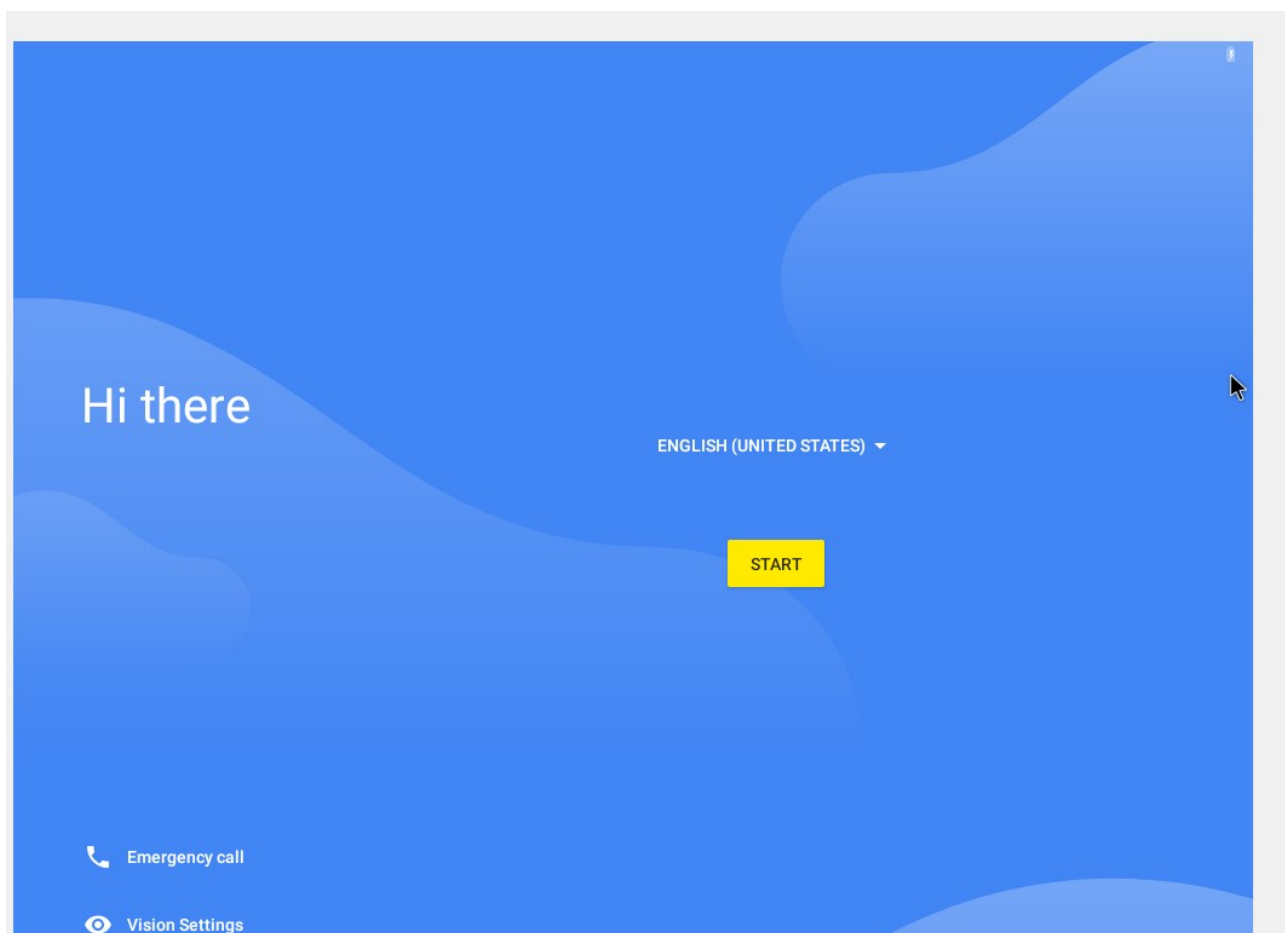 Hi there
ENGLISH (UNITED STATES)
START
Emergency call
Vision Settings